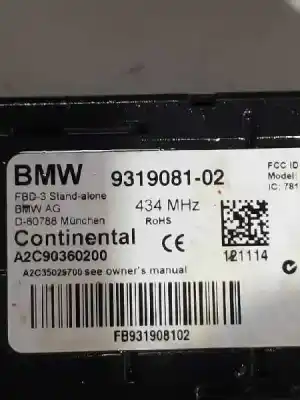 BMW 9319081-02
FCC ID
Model:
IC: 781
FBD-3 Stand-alone
BMW AG
D-80788 München
434 MHz
RoHS
Continental CE
A2C90360200
121114
A2C35029700 see owner's manual
FB931908102